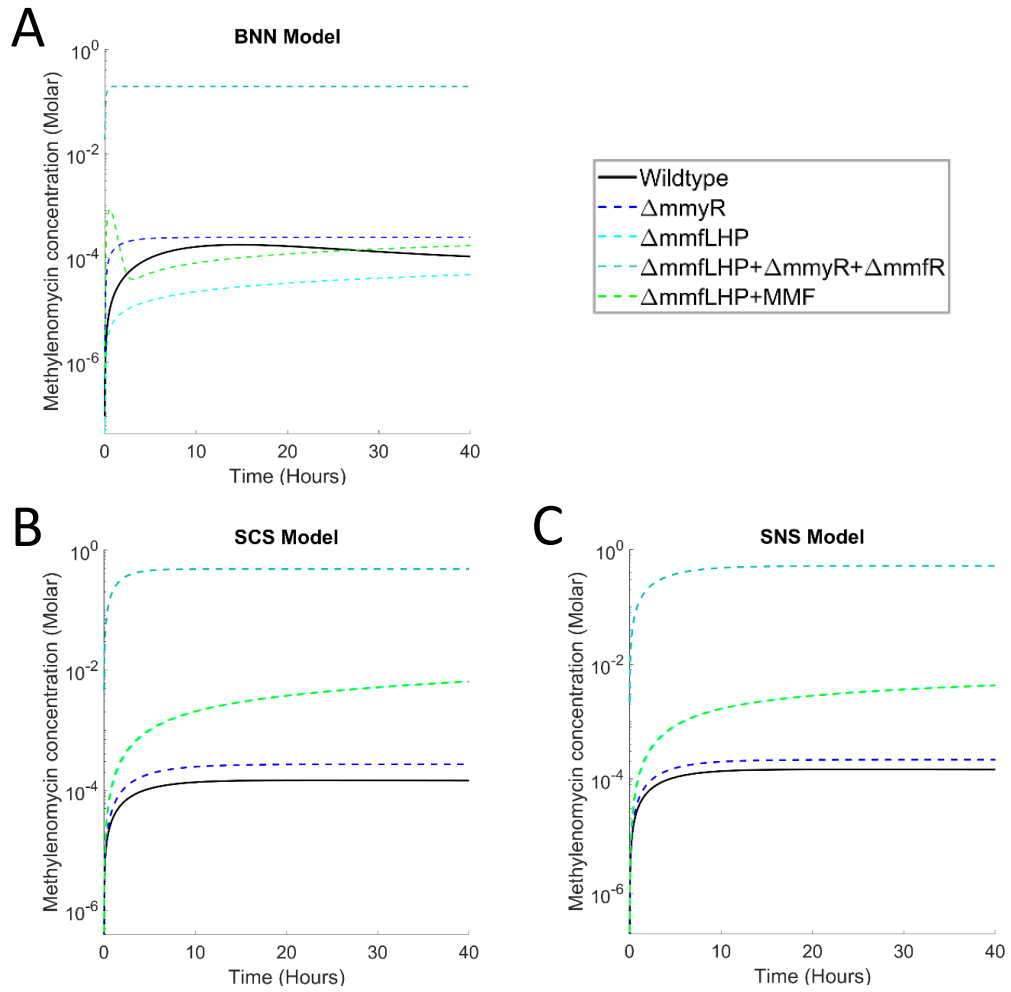 A
BNN Model
Methylenomycin concentration (Molar)
10^0
10^-2
10^-4
10^-6
0 10 20 30 40
Time (Hours)
Wildtype
ΔmmyR
ΔmmfLHP
ΔmmfLHP+ΔmmyR+ΔmmfR
ΔmmfLHP+MMF
B
SCS Model
Methylenomycin concentration (Molar)
10^0
10^-2
10^-4
10^-6
0 10 20 30 40
Time (Hours)
C
SNS Model
Methylenomycin concentration (Molar)
10^0
10^-2
10^-4
10^-6
0 10 20 30 40
Time (Hours)